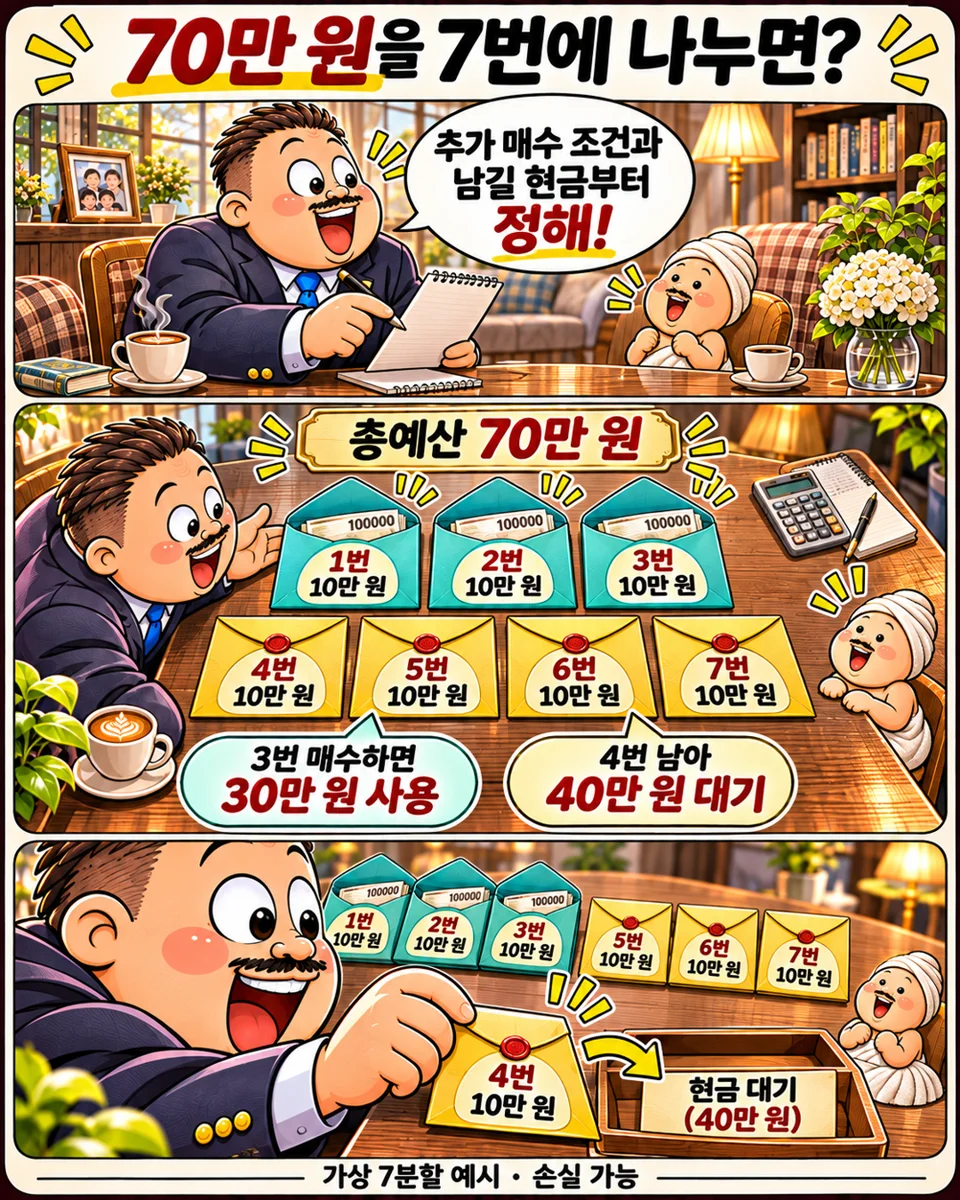 70만 원을 7번에 나누면?
추가 매수 조건과
남길 현금부터
정해!
총예산 70만 원
100000
100000
100000
1번
10만 원
2번
10만 원
3번
10만 원
4번
10만 원
5번
10만 원
6번
10만 원
7번
10만 원
3번 매수하면
30만 원 사용
4번 남아
40만 원 대기
100000
100000
100000
1번
10만 원
2번
10만 원
3번
10만 원
5번
10만 원
6번
10만 원
7번
10만 원
4번
10만 원
현금 대기
(40만 원)
가상 7분할 예시 · 손실 가능